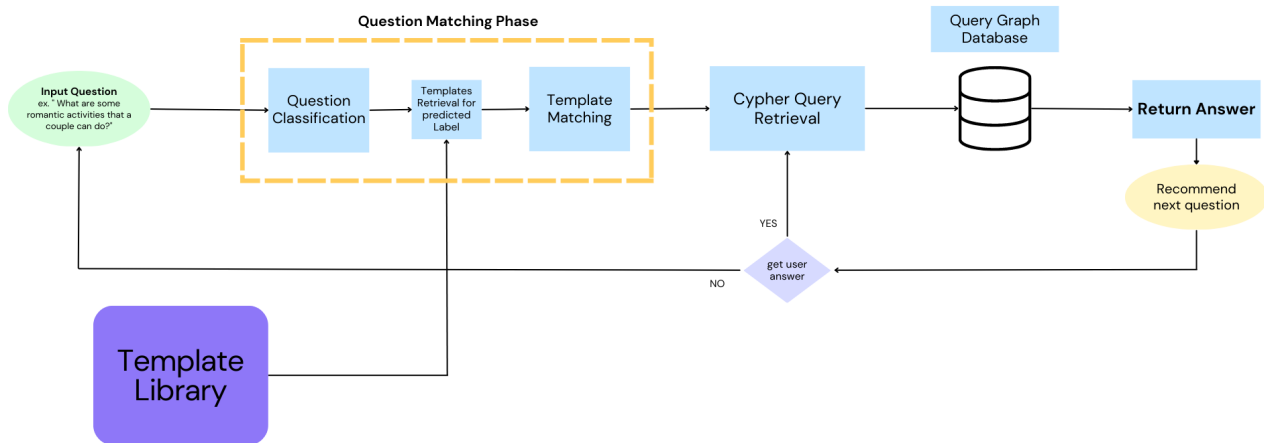 Question Matching Phase
Query Graph
Database
Input Question
ex. " What are some
romantic activities that a
couple can do?"
Question
Classification
Templates
Retrieval for
predicted
Label
Template
Matching
Cypher Query
Retrieval
Return Answer
Recommend
next question
YES
get user
answer
NO
Template
Library